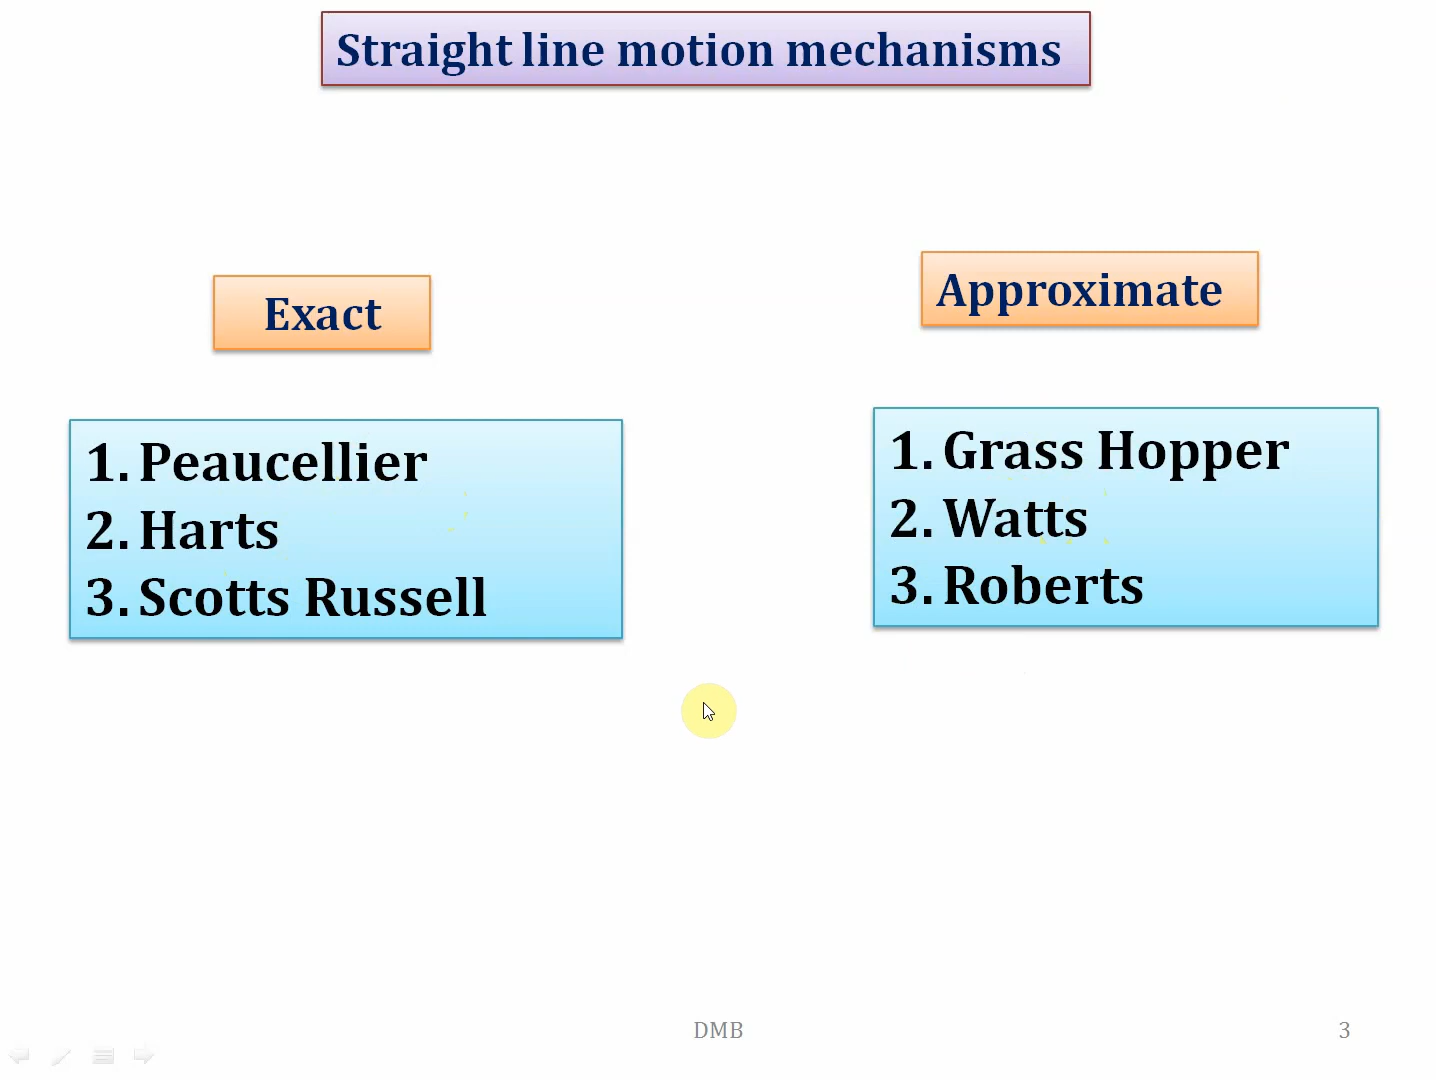 Straight line motion mechanisms
Exact
Approximate
1. Peaucellier
2. Harts
3. Scotts Russell
1. Grass Hopper
2. Watts
3. Roberts
DMB
3